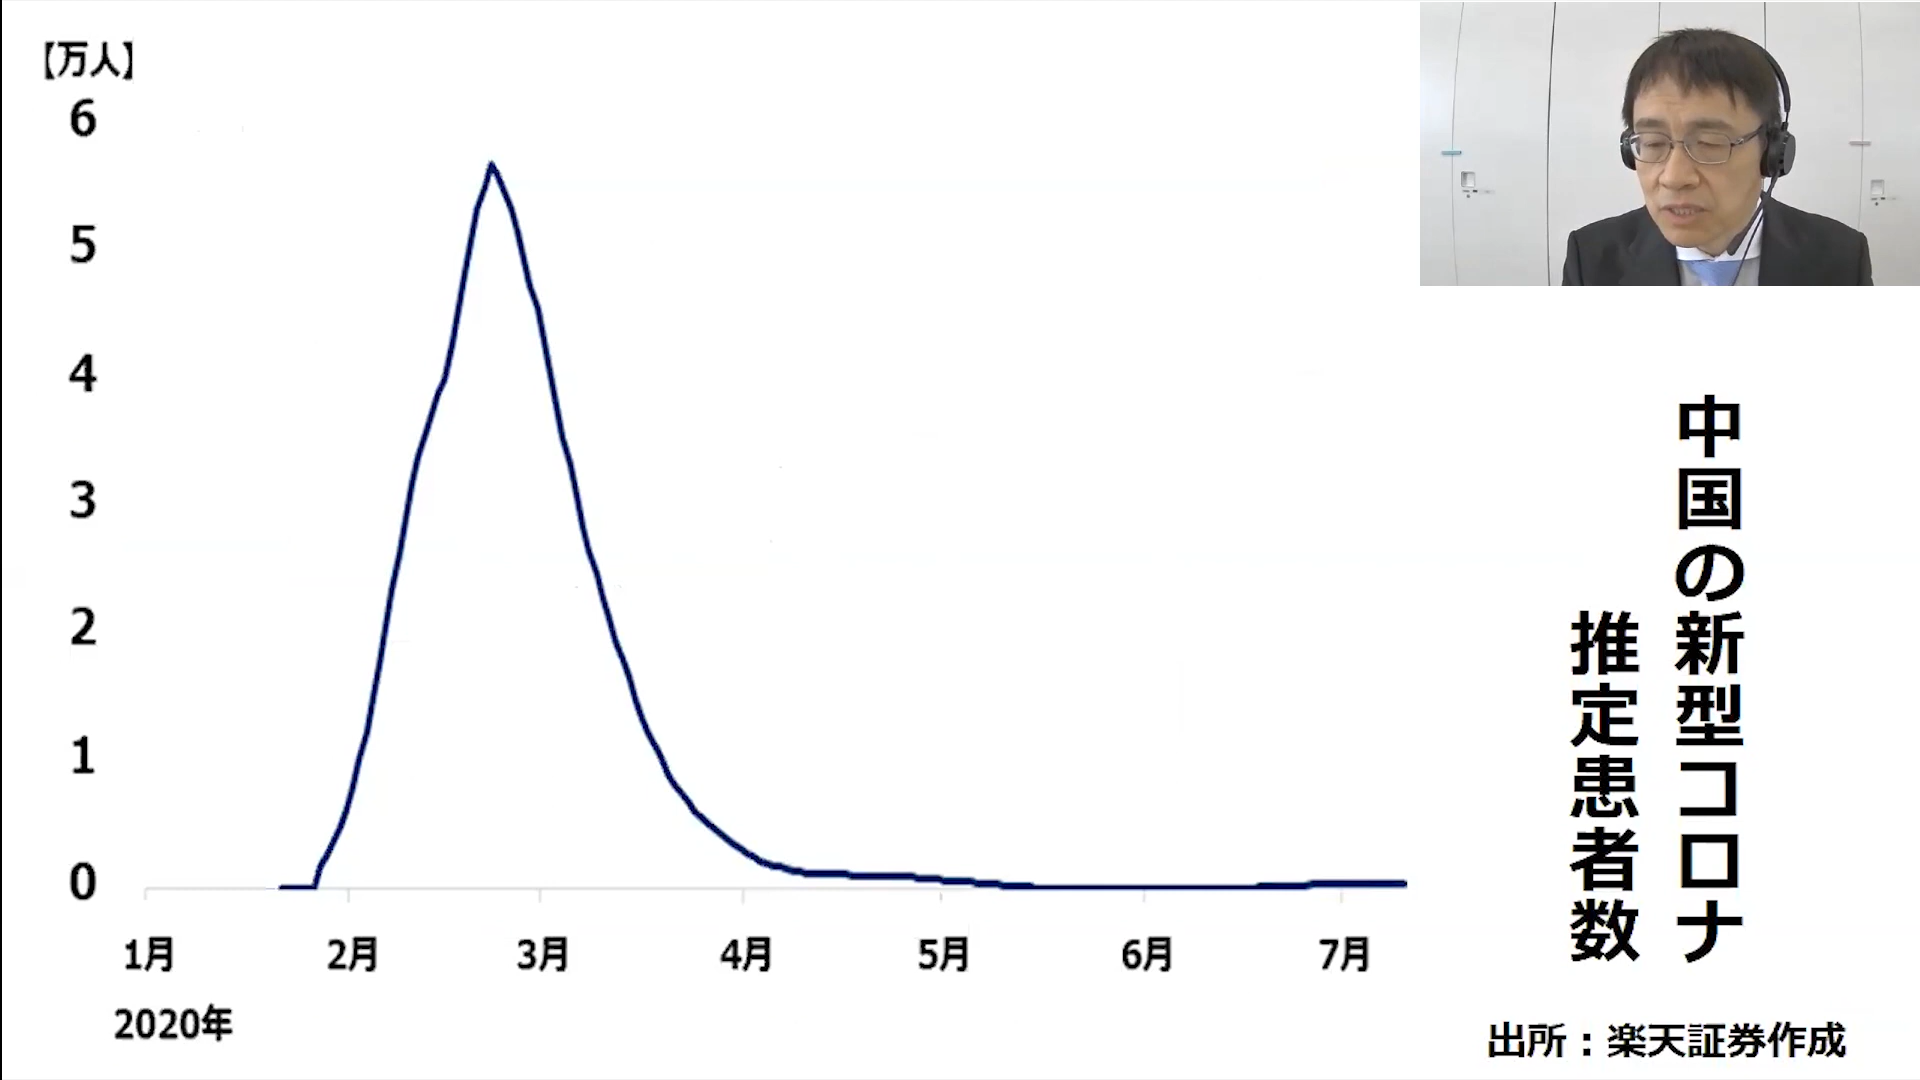 【万人】
6
5
4
3
2
1
0
1月 2月 3月 4月 5月 6月 7月
2020年
中国の新型コロナ
推定患者数
出所：楽天証券作成